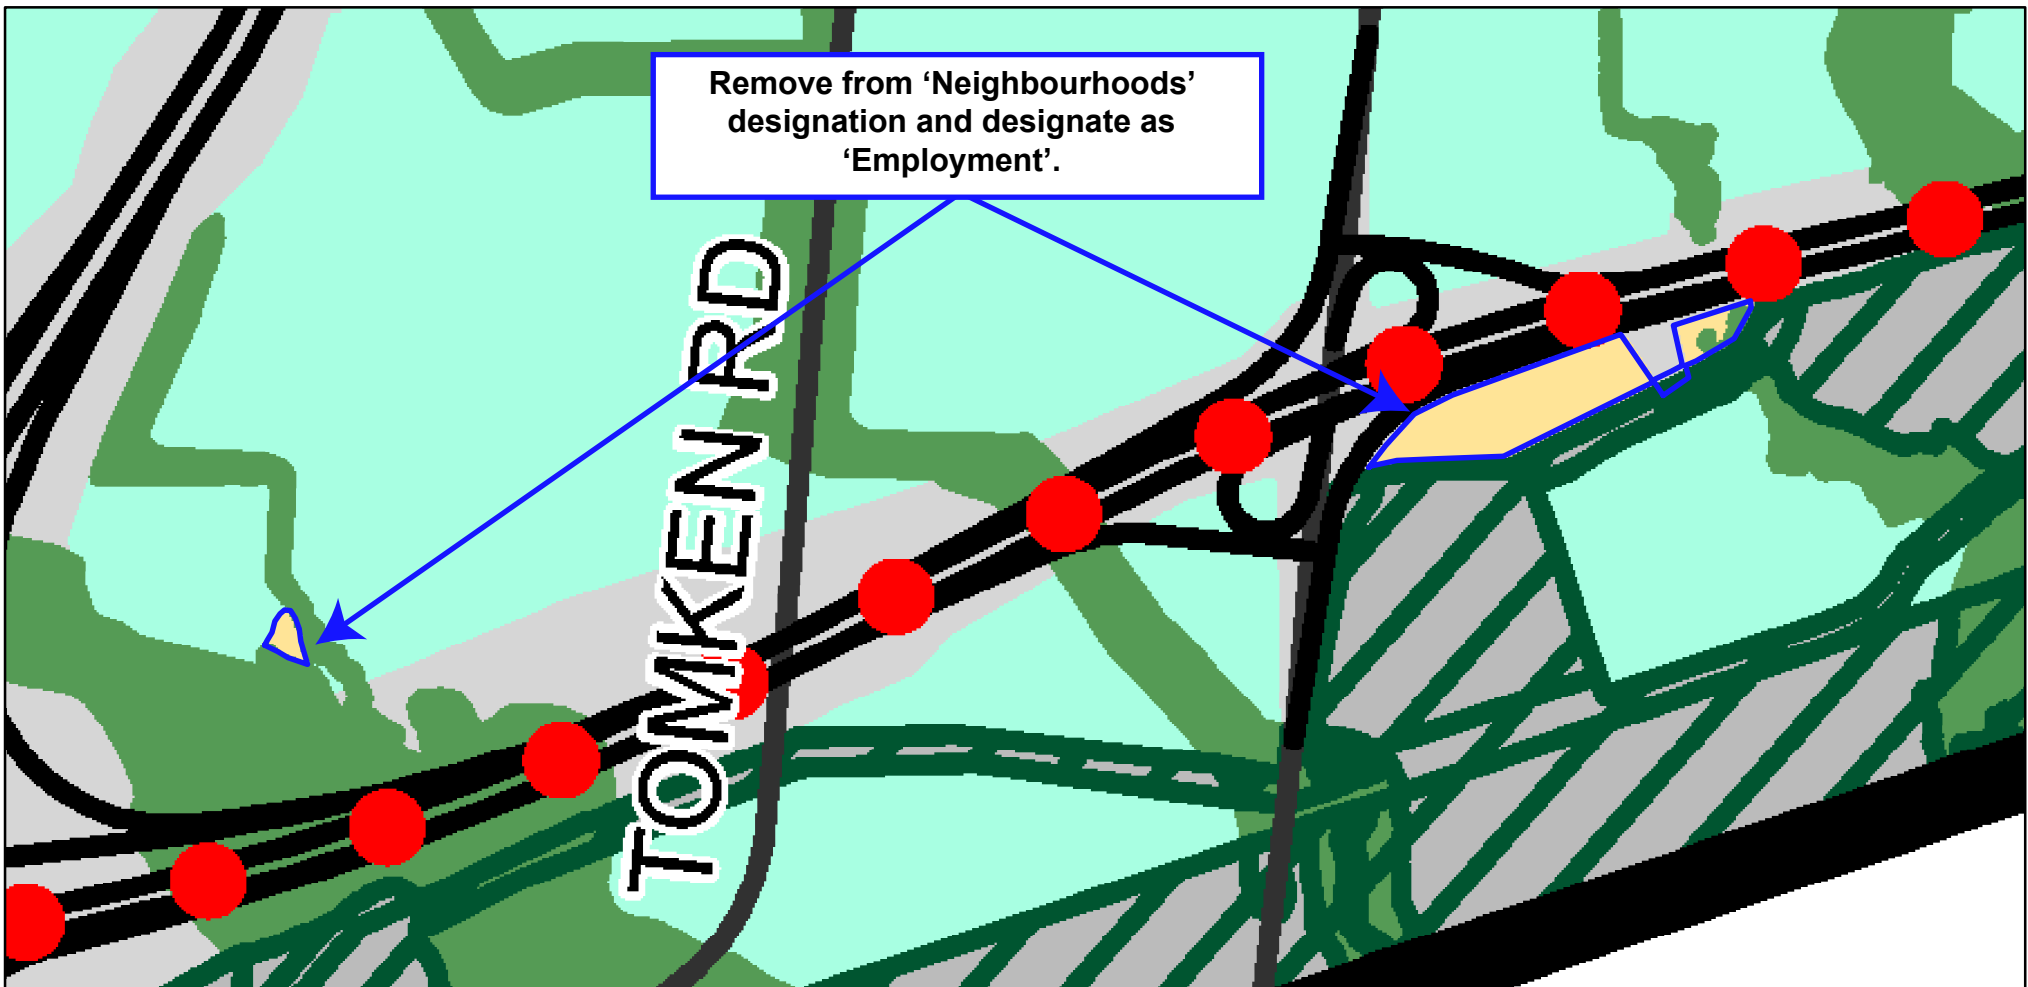 Remove from ‘Neighbourhoods’
designation and designate as
‘Employment’.
TOMKEN RD